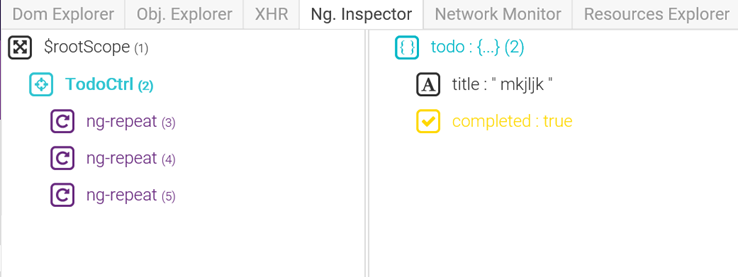 Dom Explorer Obj. Explorer XHR Ng. Inspector Network Monitor Resources Explorer
$rootScope (1)
TodoCtrl (2)
ng-repeat (3)
ng-repeat (4)
ng-repeat (5)
todo : {...} (2)
A title : " mkjljk "
completed : true